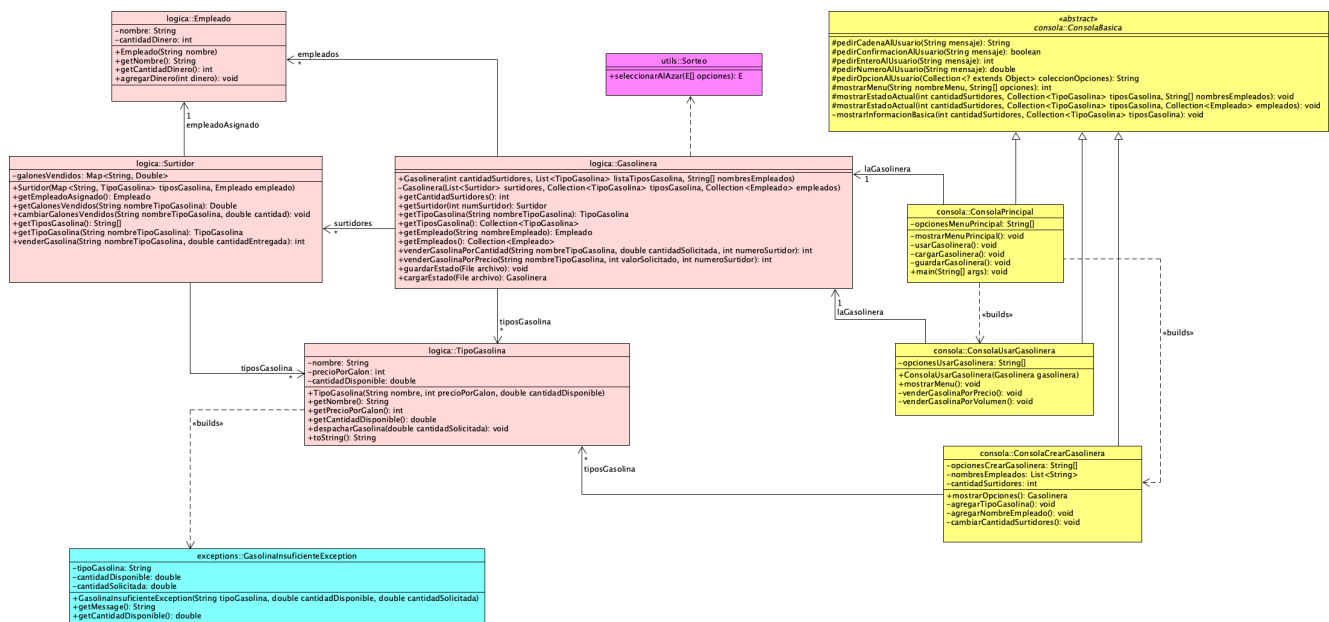 logica::Empleado
-nombre: String
-cantidadDinero: int
+Empleado(String nombre)
+getNombre(): String
+getCantidadDinero(): int
+agregarDinero(int dinero): void
empleados
*
1
empleadoAsignado
utils::Sorteo
+seleccionarAlAzar(E[] opciones): E
«abstract»
consola::ConsolaBasica
#pedirCadenaAlUsuario(String mensaje): String
#pedirConfirmacionAlUsuario(String mensaje): boolean
#pedirEnteroAlUsuario(String mensaje): int
#pedirNumeroAlUsuario(String mensaje): double
#pedirOpcionAlUsuario(Collection<? extends Object> coleccionOpciones): String
#mostrarMenu(String nombreMenu, String[] opciones): int
#mostrarEstadoActual(int cantidadSurtidores, Collection<TipoGasolina> tiposGasolina, String[] nombresEmpleados): void
#mostrarEstadoActual(int cantidadSurtidores, Collection<TipoGasolina> tiposGasolina, Collection<Empleado> empleados): void
-mostrarInformacionBasica(int cantidadSurtidores, Collection<TipoGasolina> tiposGasolina): void
logica::Surtidor
-galonesVendidos: Map<String, Double>
+Surtidor(Map<String, TipoGasolina> tiposGasolina, Empleado empleado)
+getEmpleadoAsignado(): Empleado
+getGalonesVendidos(String nombreTipoGasolina): Double
+cambiarGalonesVendidos(String nombreTipoGasolina, double cantidad): void
+getTiposGasolina(): String[]
+getTipoGasolina(String nombreTipoGasolina): TipoGasolina
+venderGasolina(String nombreTipoGasolina, double cantidadEntregada): int
surtidores
*
logica::Gasolinera
+Gasolinera(int cantidadSurtidores, List<TipoGasolina> listaTiposGasolina, String[] nombresEmpleados)
-Gasolinera(List<Surtidor> surtidores, Collection<TipoGasolina> tiposGasolina, Collection<Empleado> empleados)
+getCantidadSurtidores(): int
+getSurtidor(int numSurtidor): Surtidor
+getTipoGasolina(String nombreTipoGasolina): TipoGasolina
+getTiposGasolina(): Collection<TipoGasolina>
+getEmpleado(String nombreEmpleado): Empleado
+getEmpleados(): Collection<Empleado>
+venderGasolinaPorCantidad(String nombreTipoGasolina, double cantidadSolicitada, int numeroSurtidor): int
+venderGasolinaPorPrecio(String nombreTipoGasolina, int valorSolicitado, int numeroSurtidor): int
+guardarEstado(File archivo): void
+cargarEstado(File archivo): Gasolinera
laGasolinera
1
consola::ConsolaPrincipal
-opcionesMenuPrincipal: String[]
-mostrarMenuPrincipal(): void
-usarGasolinera(): void
-cargarGasolinera(): void
-guardarGasolinera(): void
+main(String[] args): void
1
laGasolinera
«builds»
«builds»
tiposGasolina
*
tiposGasolina
*
logica::TipoGasolina
-nombre: String
-precioPorGalon: int
-cantidadDisponible: double
+TipoGasolina(String nombre, int precioPorGalon, double cantidadDisponible)
+getNombre(): String
+getPrecioPorGalon(): int
+getCantidadDisponible(): double
+despacharGasolina(double cantidadSolicitada): void
+toString(): String
consola::ConsolaUsarGasolinera
-opcionesUsarGasolinera: String[]
+ConsolaUsarGasolinera(Gasolinera gasolinera)
+mostrarMenu(): void
-venderGasolinaPorPrecio(): void
-venderGasolinaPorVolumen(): void
«builds»
*
tiposGasolina
consola::ConsolaCrearGasolinera
-opcionesCrearGasolinera: String[]
-nombresEmpleados: List<String>
-cantidadSurtidores: int
+mostrarOpciones(): Gasolinera
-agregarTipoGasolina(): void
-agregarNombreEmpleado(): void
-cambiarCantidadSurtidores(): void
exceptions::GasolinaInsuficienteException
-tipoGasolina: String
-cantidadDisponible: double
-cantidadSolicitada: double
+GasolinaInsuficienteException(String tipoGasolina, double cantidadDisponible, double cantidadSolicitada)
+getMessage(): String
+getCantidadDisponible(): double